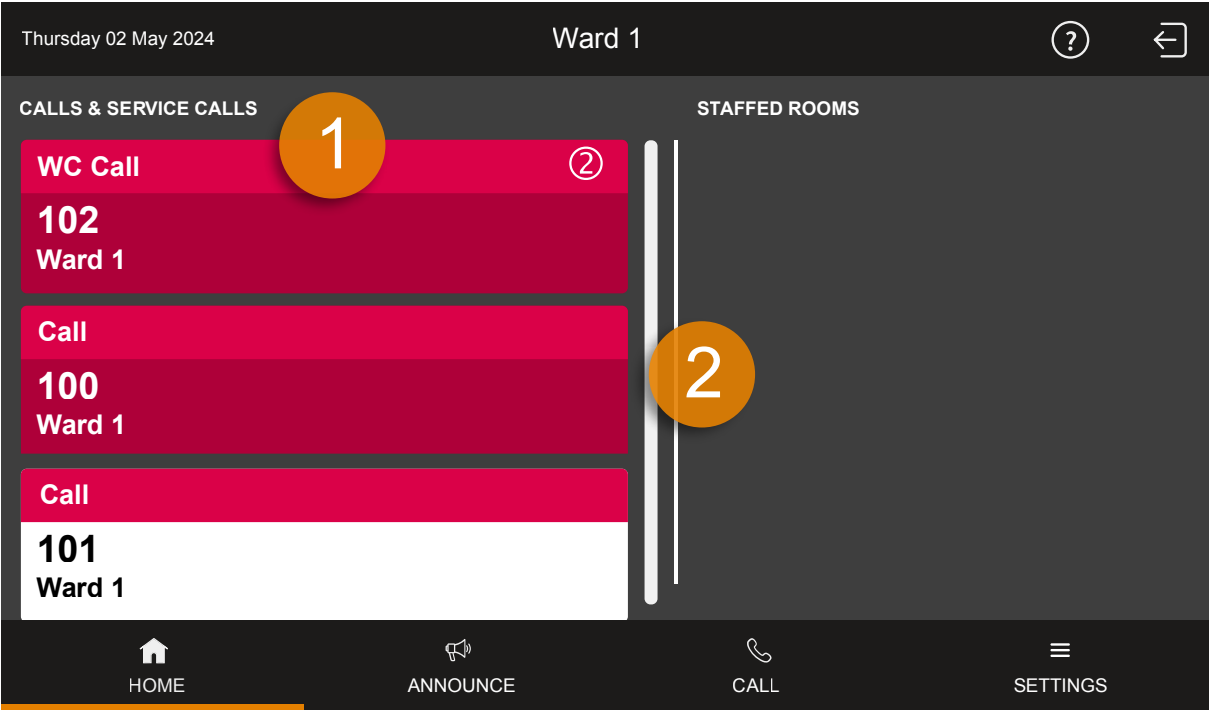 Thursday 02 May 2024
Ward 1
?
CALLS & SERVICE CALLS
STAFFED ROOMS
1
WC Call
2
102
Ward 1
Call
100
Ward 1
2
Call
101
Ward 1
HOME
ANNOUNCE
CALL
SETTINGS